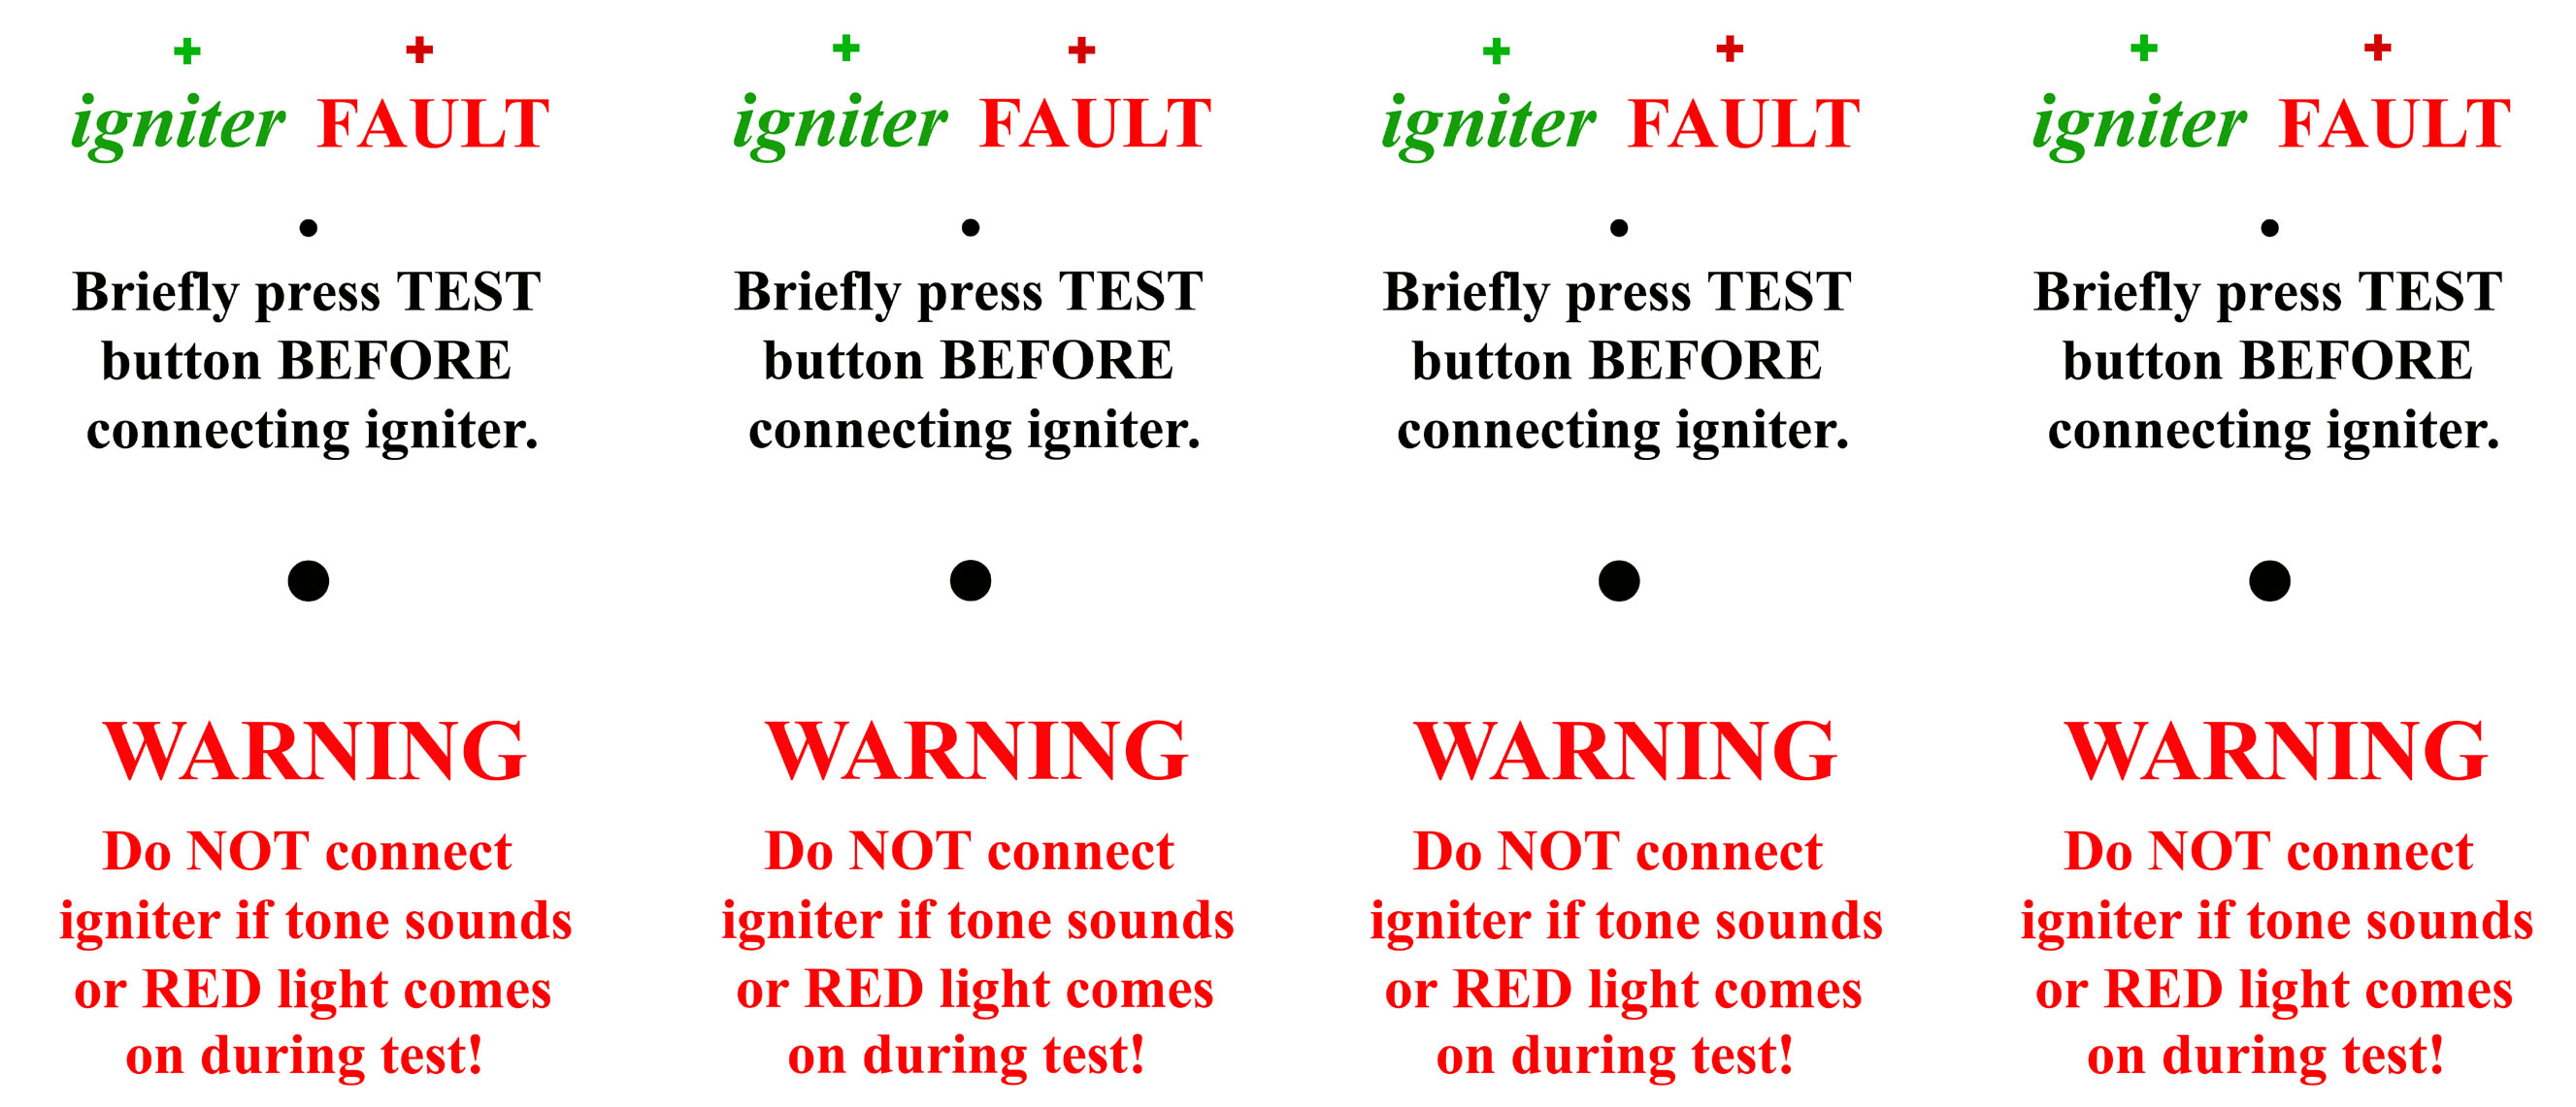 igniter FAULT
Briefly press TEST
button BEFORE
connecting igniter.
WARNING
Do NOT connect
igniter if tone sounds
or RED light comes
on during test!
igniter FAULT
Briefly press TEST
button BEFORE
connecting igniter.
WARNING
Do NOT connect
igniter if tone sounds
or RED light comes
on during test!
igniter FAULT
Briefly press TEST
button BEFORE
connecting igniter.
WARNING
Do NOT connect
igniter if tone sounds
or RED light comes
on during test!
igniter FAULT
Briefly press TEST
button BEFORE
connecting igniter.
WARNING
Do NOT connect
igniter if tone sounds
or RED light comes
on during test!